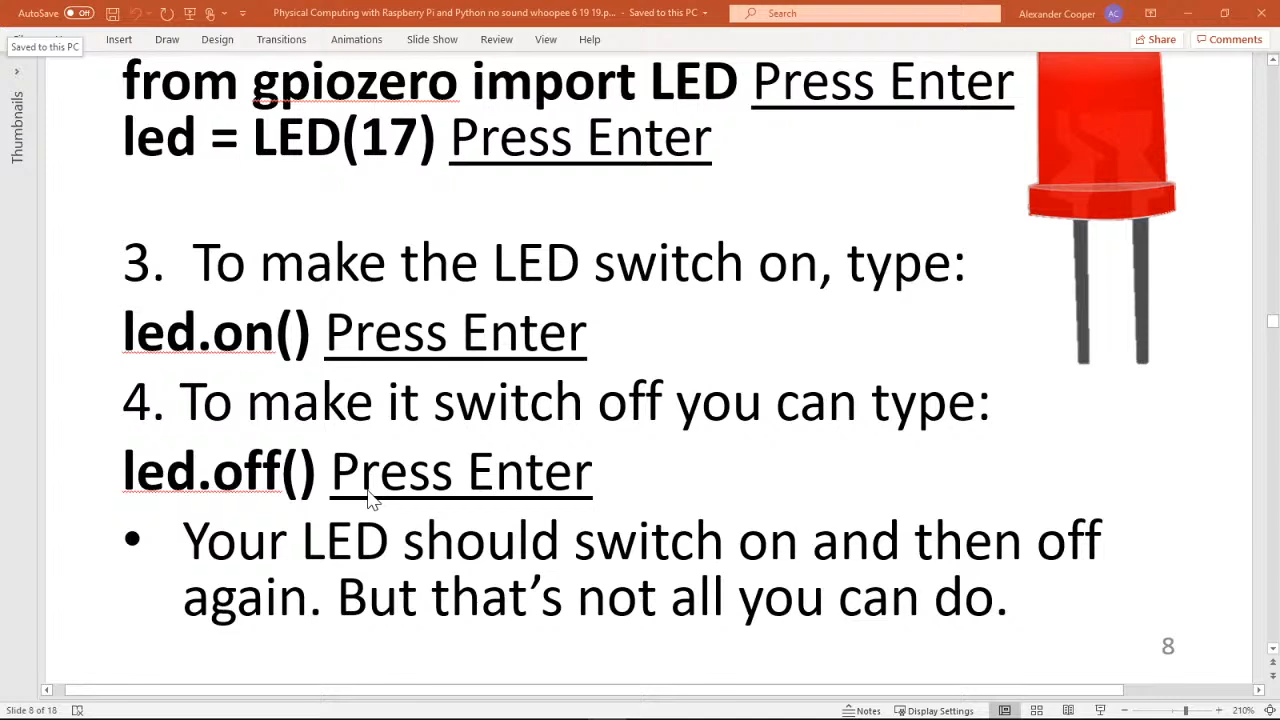 AutoSave Off Physical Computing with Raspberry Pi and Python no sound whoopee 6 19 19.p... - Saved to this PC Search Alexander Cooper AC
Insert Draw Design Transitions Animations Slide Show Review View Help Share Comments
Saved to this PC
Thumbnails
from gpiozero import LED Press Enter
led = LED(17) Press Enter
3. To make the LED switch on, type:
led.on() Press Enter
4. To make it switch off you can type:
led.off() Press Enter
• Your LED should switch on and then off
again. But that’s not all you can do.
8
Slide 8 of 18 Notes Display Settings 210%